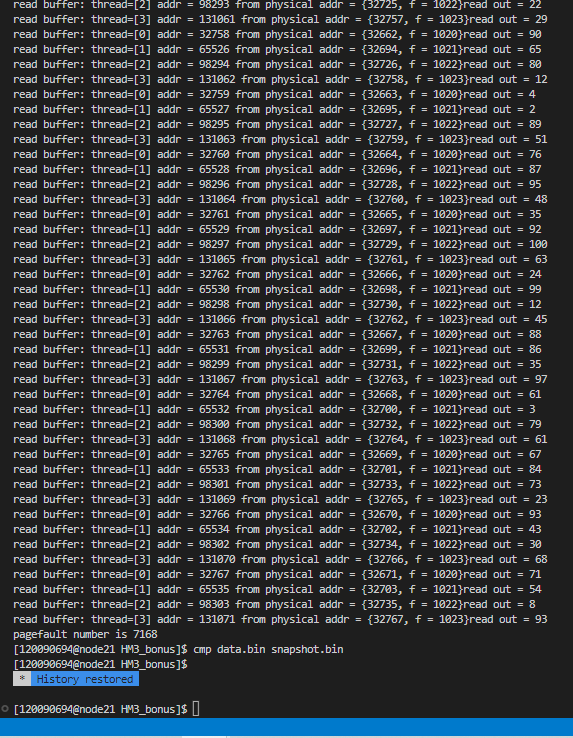 read buffer: thread=[2] addr = 98293 from physical addr = {32725, f = 1022}read out = 22
read buffer: thread=[3] addr = 131061 from physical addr = {32757, f = 1023}read out = 29
read buffer: thread=[0] addr = 32758 from physical addr = {32662, f = 1020}read out = 90
read buffer: thread=[1] addr = 65526 from physical addr = {32694, f = 1021}read out = 65
read buffer: thread=[2] addr = 98294 from physical addr = {32726, f = 1022}read out = 80
read buffer: thread=[3] addr = 131062 from physical addr = {32758, f = 1023}read out = 12
read buffer: thread=[0] addr = 32759 from physical addr = {32663, f = 1020}read out = 4
read buffer: thread=[1] addr = 65527 from physical addr = {32695, f = 1021}read out = 2
read buffer: thread=[2] addr = 98295 from physical addr = {32727, f = 1022}read out = 89
read buffer: thread=[3] addr = 131063 from physical addr = {32759, f = 1023}read out = 51
read buffer: thread=[0] addr = 32760 from physical addr = {32664, f = 1020}read out = 76
read buffer: thread=[1] addr = 65528 from physical addr = {32696, f = 1021}read out = 87
read buffer: thread=[2] addr = 98296 from physical addr = {32728, f = 1022}read out = 95
read buffer: thread=[3] addr = 131064 from physical addr = {32760, f = 1023}read out = 48
read buffer: thread=[0] addr = 32761 from physical addr = {32665, f = 1020}read out = 35
read buffer: thread=[1] addr = 65529 from physical addr = {32697, f = 1021}read out = 92
read buffer: thread=[2] addr = 98297 from physical addr = {32729, f = 1022}read out = 100
read buffer: thread=[3] addr = 131065 from physical addr = {32761, f = 1023}read out = 63
read buffer: thread=[0] addr = 32762 from physical addr = {32666, f = 1020}read out = 24
read buffer: thread=[1] addr = 65530 from physical addr = {32698, f = 1021}read out = 99
read buffer: thread=[2] addr = 98298 from physical addr = {32730, f = 1022}read out = 12
read buffer: thread=[3] addr = 131066 from physical addr = {32762, f = 1023}read out = 45
read buffer: thread=[0] addr = 32763 from physical addr = {32667, f = 1020}read out = 88
read buffer: thread=[1] addr = 65531 from physical addr = {32699, f = 1021}read out = 86
read buffer: thread=[2] addr = 98299 from physical addr = {32731, f = 1022}read out = 35
read buffer: thread=[3] addr = 131067 from physical addr = {32763, f = 1023}read out = 97
read buffer: thread=[0] addr = 32764 from physical addr = {32668, f = 1020}read out = 61
read buffer: thread=[1] addr = 65532 from physical addr = {32700, f = 1021}read out = 3
read buffer: thread=[2] addr = 98300 from physical addr = {32732, f = 1022}read out = 79
read buffer: thread=[3] addr = 131068 from physical addr = {32764, f = 1023}read out = 61
read buffer: thread=[0] addr = 32765 from physical addr = {32669, f = 1020}read out = 67
read buffer: thread=[1] addr = 65533 from physical addr = {32701, f = 1021}read out = 84
read buffer: thread=[2] addr = 98301 from physical addr = {32733, f = 1022}read out = 73
read buffer: thread=[3] addr = 131069 from physical addr = {32765, f = 1023}read out = 23
read buffer: thread=[0] addr = 32766 from physical addr = {32670, f = 1020}read out = 93
read buffer: thread=[1] addr = 65534 from physical addr = {32702, f = 1021}read out = 43
read buffer: thread=[2] addr = 98302 from physical addr = {32734, f = 1022}read out = 30
read buffer: thread=[3] addr = 131070 from physical addr = {32766, f = 1023}read out = 68
read buffer: thread=[0] addr = 32767 from physical addr = {32671, f = 1020}read out = 71
read buffer: thread=[1] addr = 65535 from physical addr = {32703, f = 1021}read out = 54
read buffer: thread=[2] addr = 98303 from physical addr = {32735, f = 1022}read out = 8
read buffer: thread=[3] addr = 131071 from physical addr = {32767, f = 1023}read out = 93
pagefault number is 7168
[120090694@node21 HM3_bonus]$ cmp data.bin snapshot.bin
[120090694@node21 HM3_bonus]$
* History restored
[120090694@node21 HM3_bonus]$